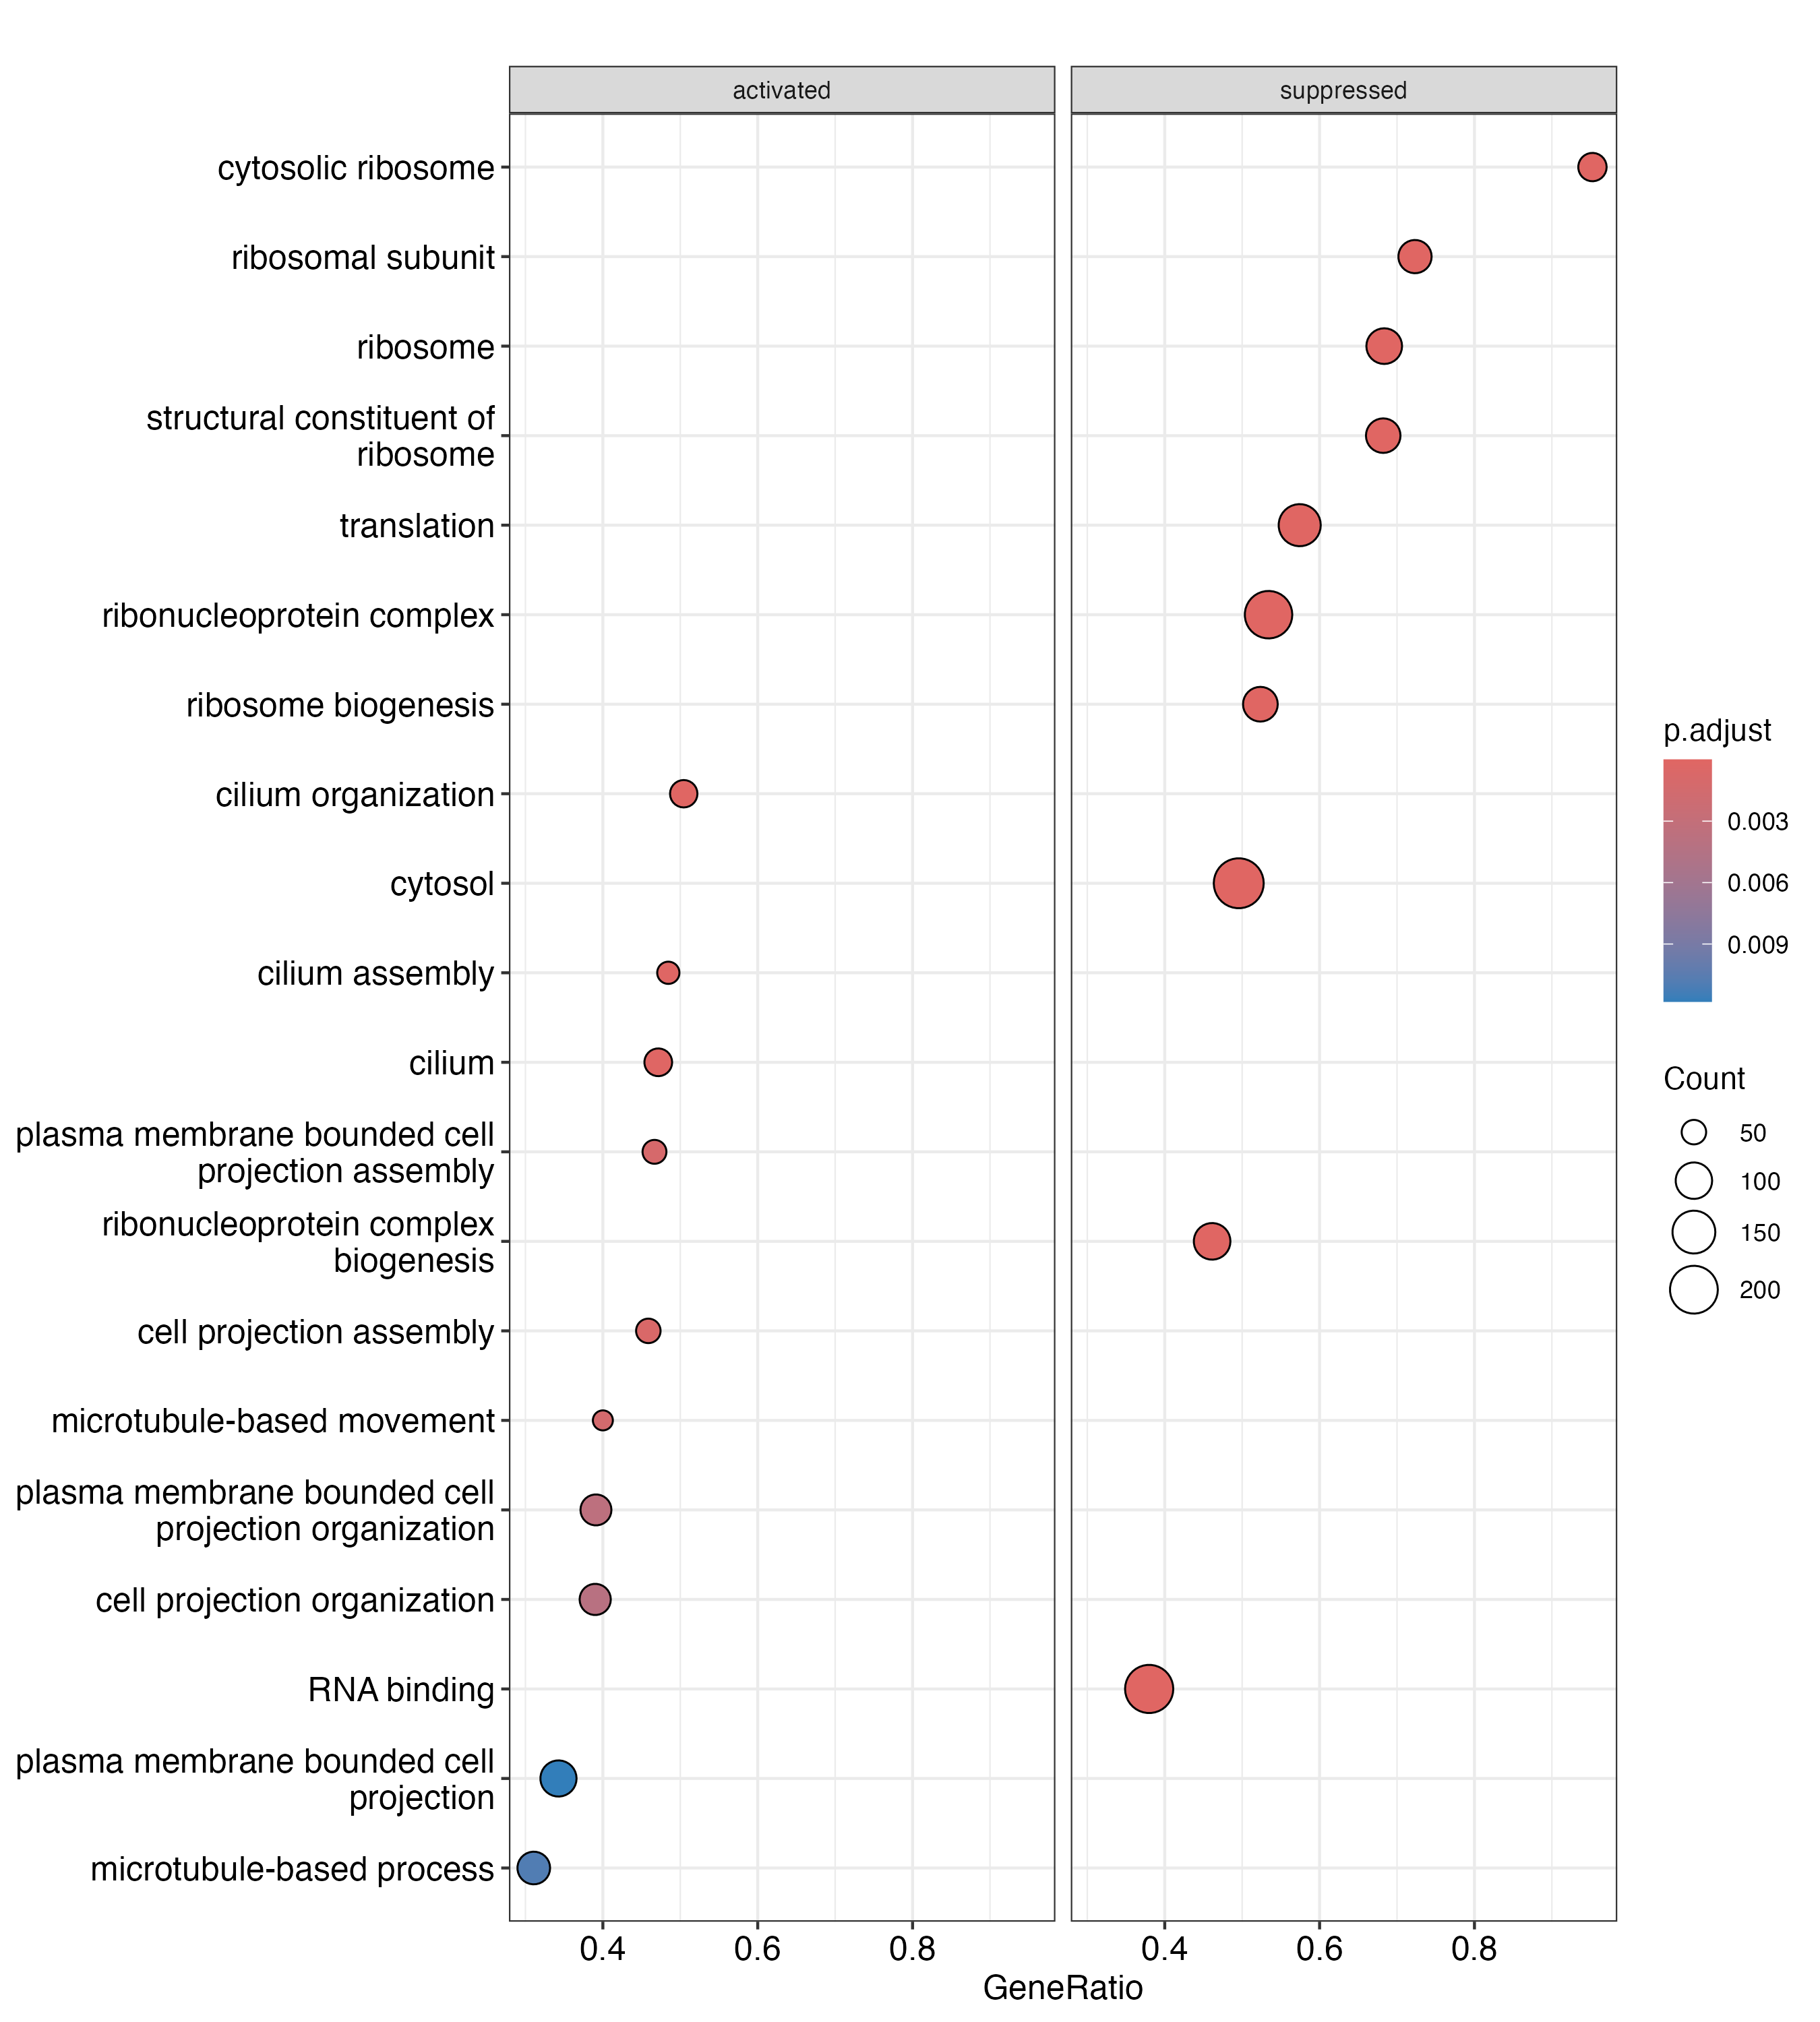 activated
suppressed
cytosolic ribosome
ribosomal subunit
ribosome
structural constituent of
ribosome
translation
ribonucleoprotein complex
ribosome biogenesis
cilium organization
cytosol
cilium assembly
cilium
plasma membrane bounded cell
projection assembly
ribonucleoprotein complex
biogenesis
cell projection assembly
microtubule-based movement
plasma membrane bounded cell
projection organization
cell projection organization
RNA binding
plasma membrane bounded cell
projection
microtubule-based process
0.4 0.6 0.8
0.4 0.6 0.8
GeneRatio
p.adjust
0.003
0.006
0.009
Count
50
100
150
200